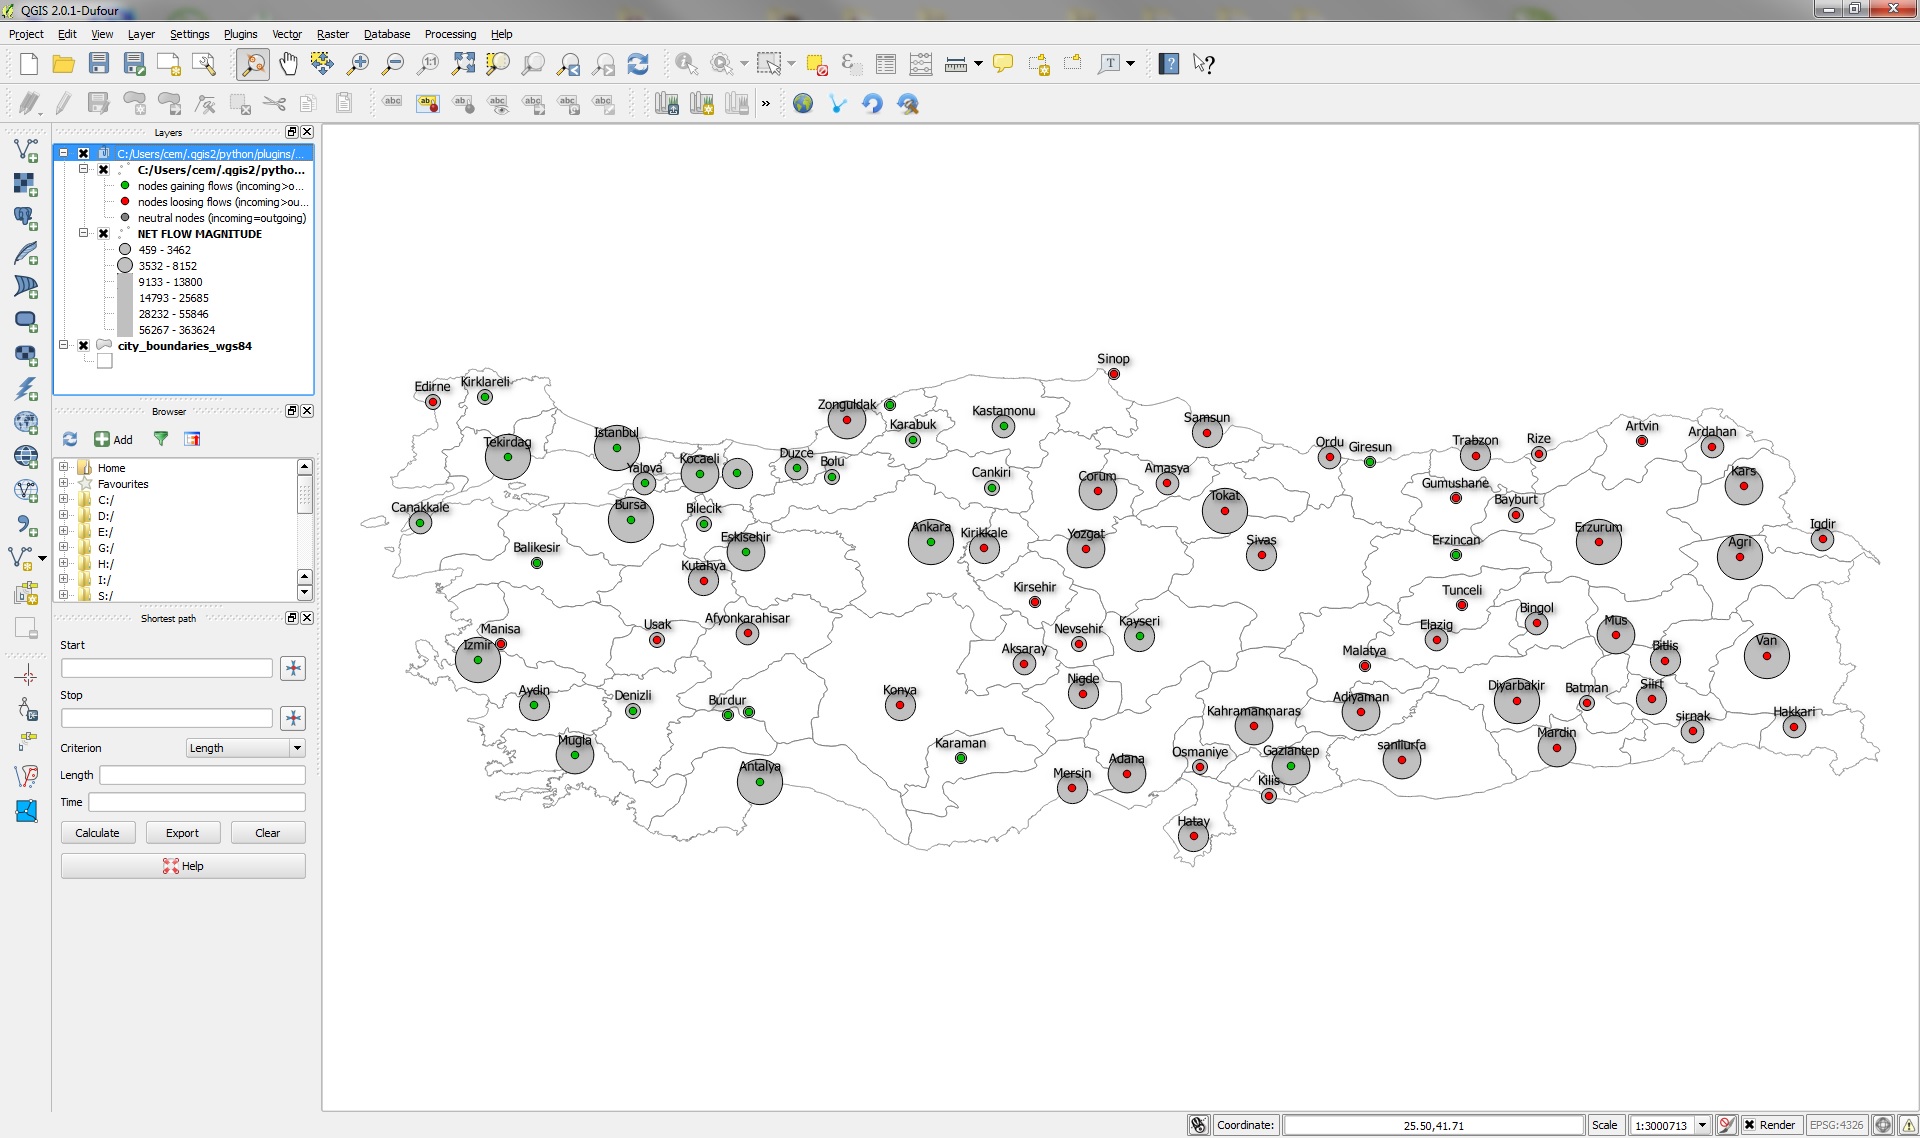 QGIS 2.0.1-Dufour
Project Edit View Layer Settings Plugins Vector Raster Database Processing Help
Layers
C:/Users/cem/.qgis2/python/plugins/...
C:/Users/cem/.qgis2/pytho...
nodes gaining flows (incoming>o...
nodes loosing flows (incoming>ou...
neutral nodes (incoming=outgoing)
NET FLOW MAGNITUDE
459 - 3462
3532 - 8152
9133 - 13800
14793 - 25685
28232 - 55846
56267 - 363624
city_boundaries_wgs84
Browser
Add
Home
Favourites
C:/
D:/
E:/
G:/
H:/
I:/
S:/
Shortest path
Start
Stop
Criterion Length
Length
Time
Calculate Export Clear
Help
Sinop
Edirne Kirklareli
Zonguldak Kastamonu Samsun
Karabuk
Tekirdag Istanbul
Artvin Ardahan
Ordu Giresun Trabzon Rize
Yalova Kocaeli Duzce Bolu
Cankiri Corum Amasya Kars
Gumushane Bayburt
Tokat
Canakkale Bursa Bilecik
Igdir
Ankara Kirikkale Yozgat Sivas Erzurum
Balikesir Eskisehir Erzincan Agri
Kutahya
Kirsehir Tunceli
Usak Afyonkarahisar Nevsehir Kayseri Bingol
Manisa Elazig Mus
Izmir Aksaray Malatya Bitlis Van
Aydin Denizli Burdur Konya Nigde Adiyaman Diyarbakir Batman Siirt
Kahramanmaras sirnak Hakkari
Mugla Karaman Osmaniye Gaziantep sanliurfa Mardin
Antalya Mersin Adana Kilis
Hatay
Coordinate: 25.50,41.71 Scale 1:3000713 Render EPSG:4326